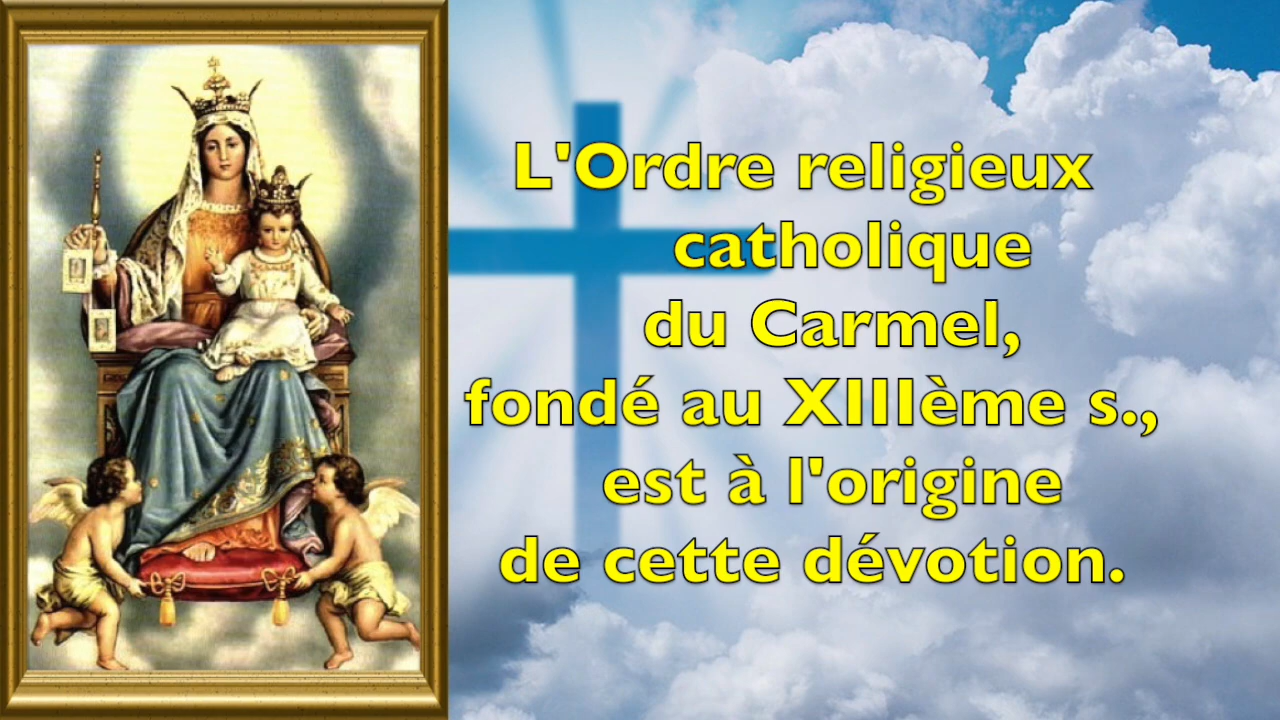 L'Ordre religieux
catholique
du Carmel,
fondé au XIIIème s.,
est à l'origine
de cette dévotion.